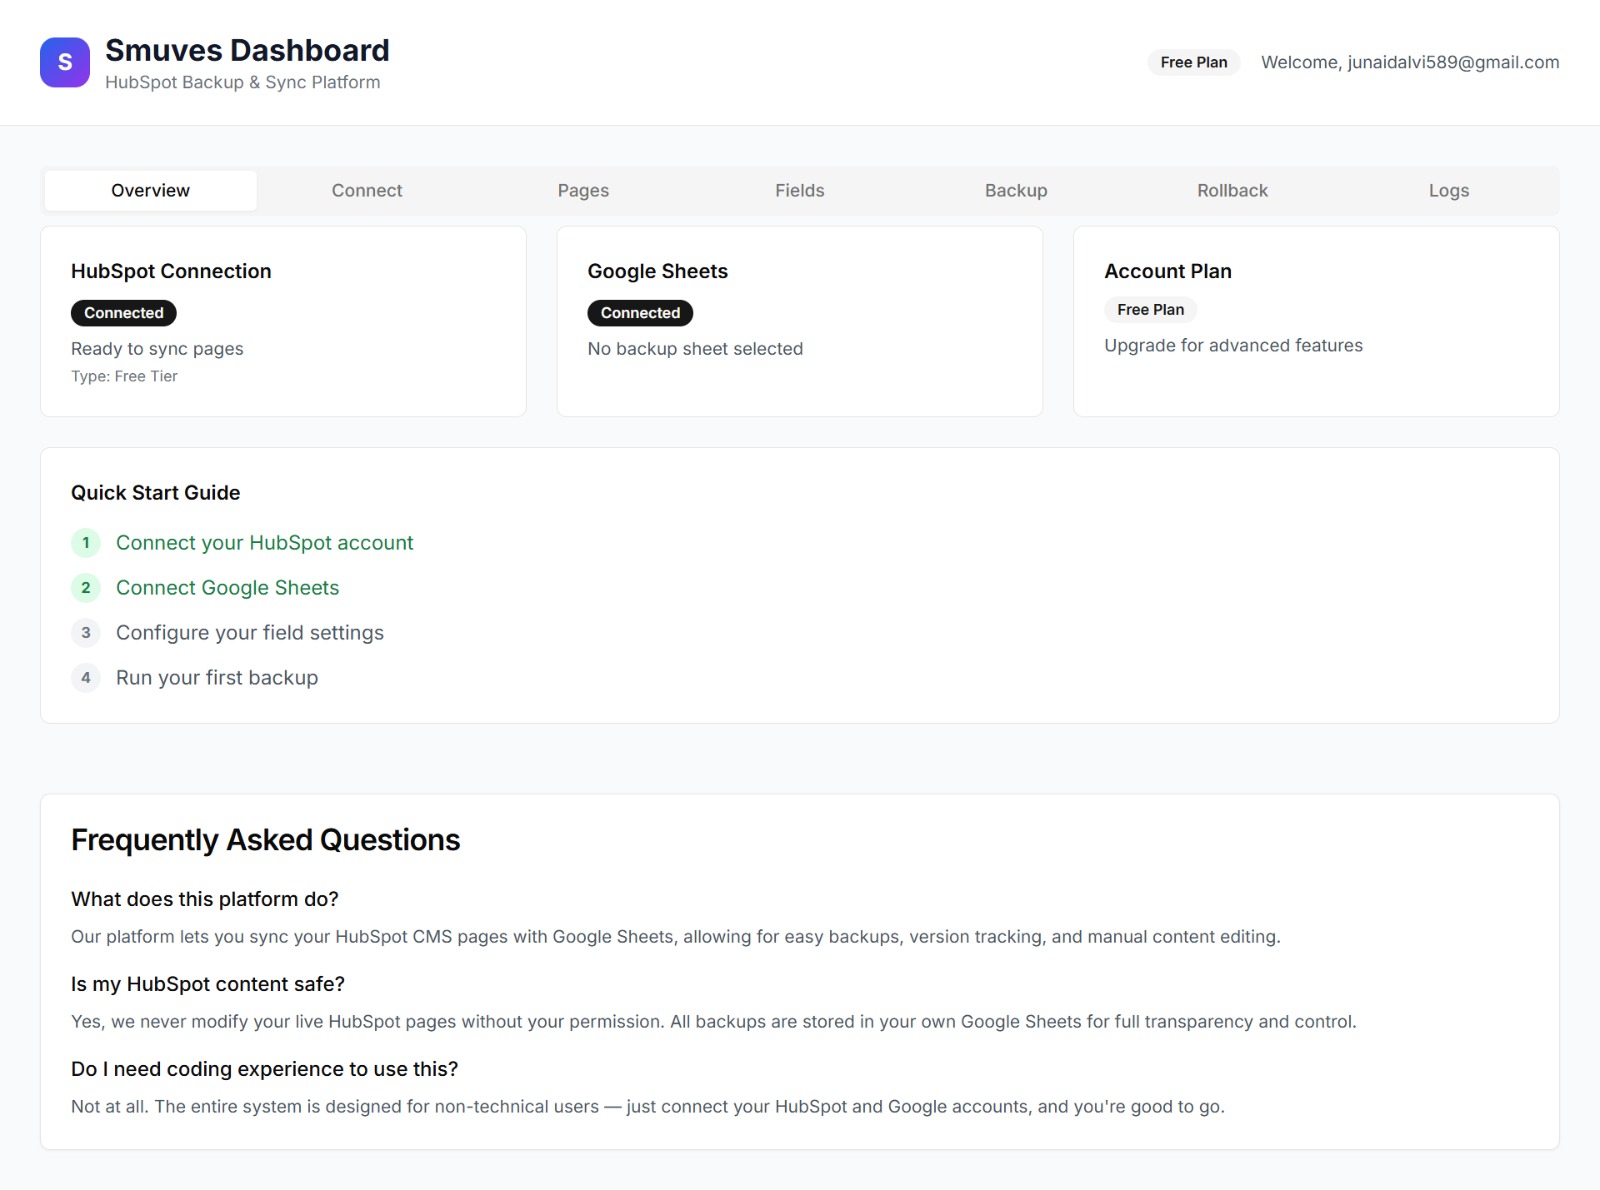 S
Smuves Dashboard
HubSpot Backup & Sync Platform
Free Plan
Welcome, junaidalvi589@gmail.com
Overview
Connect
Pages
Fields
Backup
Rollback
Logs
HubSpot Connection
Connected
Ready to sync pages
Type: Free Tier
Google Sheets
Connected
No backup sheet selected
Account Plan
Free Plan
Upgrade for advanced features
Quick Start Guide
1 Connect your HubSpot account
2 Connect Google Sheets
3 Configure your field settings
4 Run your first backup
Frequently Asked Questions
What does this platform do?
Our platform lets you sync your HubSpot CMS pages with Google Sheets, allowing for easy backups, version tracking, and manual content editing.
Is my HubSpot content safe?
Yes, we never modify your live HubSpot pages without your permission. All backups are stored in your own Google Sheets for full transparency and control.
Do I need coding experience to use this?
Not at all. The entire system is designed for non-technical users — just connect your HubSpot and Google accounts, and you're good to go.